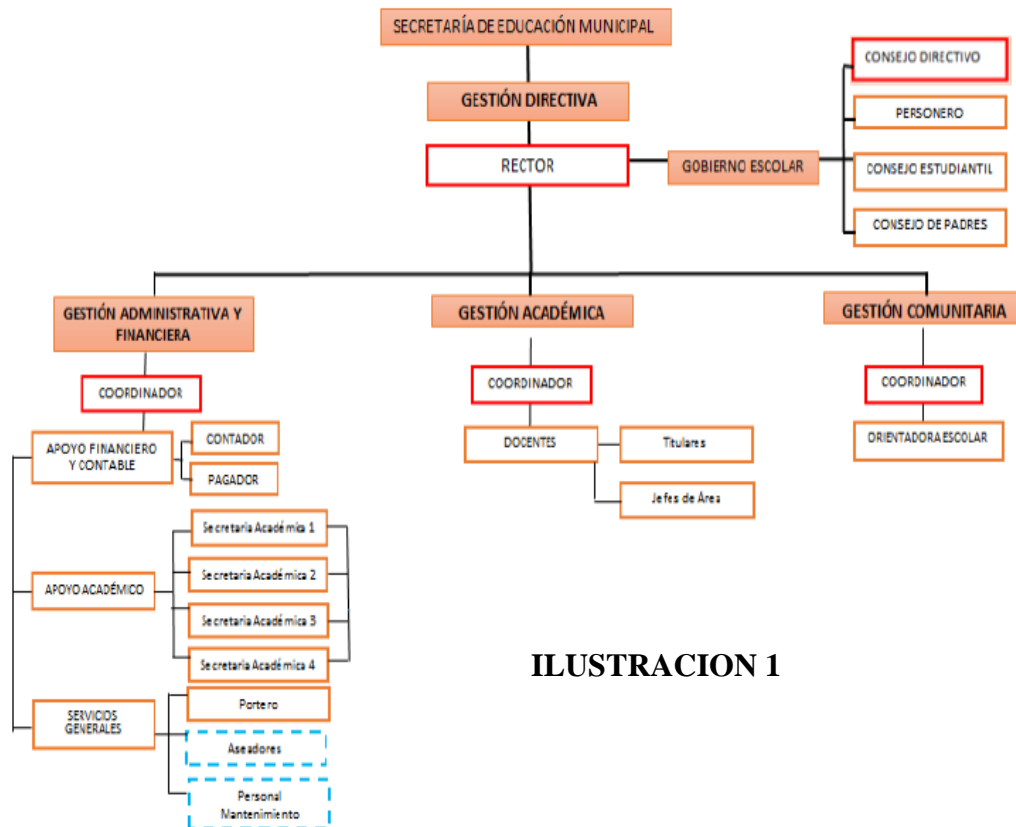 SECRETARÍA DE EDUCACIÓN MUNICIPAL
GESTIÓN DIRECTIVA
RECTOR
GOBIERNO ESCOLAR
CONSEJO DIRECTIVO
PERSONERO
CONSEJO ESTUDIANTIL
CONSEJO DE PADRES
GESTIÓN ADMINISTRATIVA Y
FINANCIERA
COORDINADOR
APOYO FINANCIERO
Y CONTABLE
CONTADOR
PAGADOR
APOYO ACADÉMICO
Secretaria Académica 1
Secretaria Académica 2
Secretaria Académica 3
Secretaria Académica 4
SERVICIOS
GENERALES
Portero
Aseadores
Personal
Mantenimiento
GESTIÓN ACADÉMICA
COORDINADOR
DOCENTES
Titulares
Jefes de Area
GESTIÓN COMUNITARIA
COORDINADOR
ORIENTADORA ESCOLAR
ILUSTRACION 1